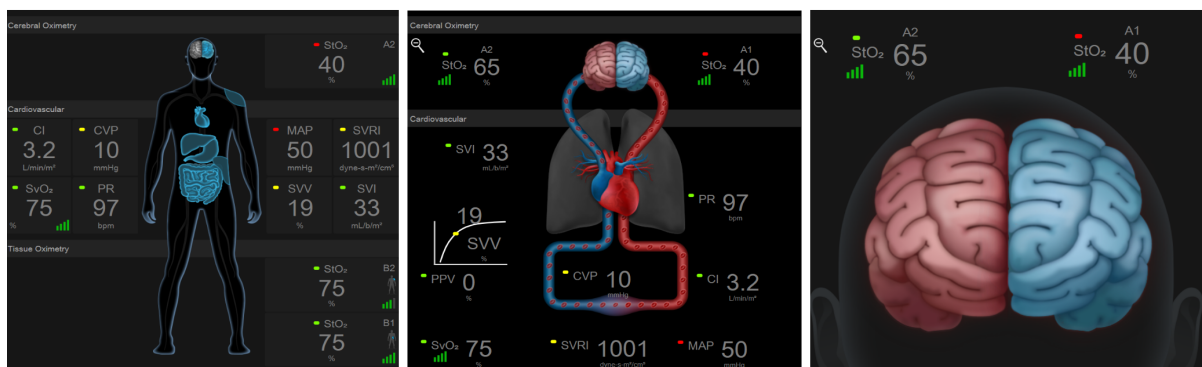 Cerebral Oximetry
StO₂ A2
40
%
Cardiovascular
CI CVP MAP SVRI
3.2 10 50 1001
L/min/m² mmHg mmHg dyne-s-m²/cm⁵
SvO₂ PR SVV SVI
75 97 19 33
% bpm % mL/b/m²
Tissue Oximetry
StO₂ B2
75
%
StO₂ B1
75
%
Cerebral Oximetry
A2 A1
StO₂ 65 StO₂ 40
% %
Cardiovascular
SVI 33
mL/b/m²
PR 97
bpm
19
SVV
%
PPV 0
%
CVP 10
mmHg
CI 3.2
L/min/m²
SvO₂ 75
%
SVRI 1001
dyne-s-m²/cm⁵
MAP 50
mmHg
A2 A1
StO₂ 65 StO₂ 40
% %